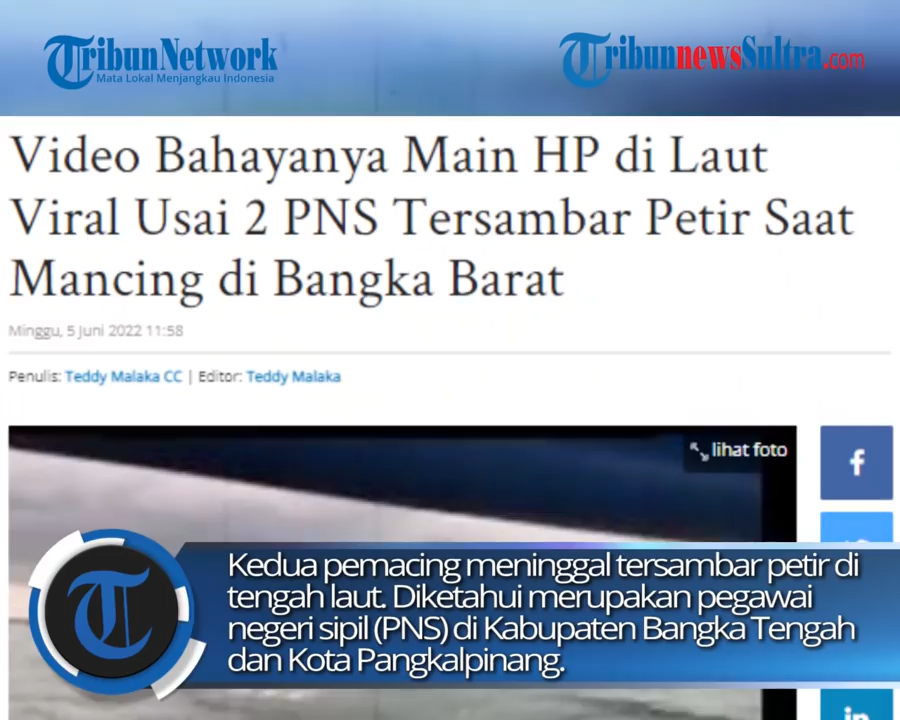 TribunNetwork
Mata Lokal Menjangkau Indonesia
TribunnewsSultra.com
Video Bahayanya Main HP di Laut
Viral Usai 2 PNS Tersambar Petir Saat
Mancing di Bangka Barat
Minggu, 5 Juni 2022 11:58
Penulis: Teddy Malaka CC | Editor: Teddy Malaka
lihat foto
f
Kedua pemacing meninggal tersambar petir di
tengah laut. Diketahui merupakan pegawai
negeri sipil (PNS) di Kabupaten Bangka Tengah
dan Kota Pangkalpinang.
T
in